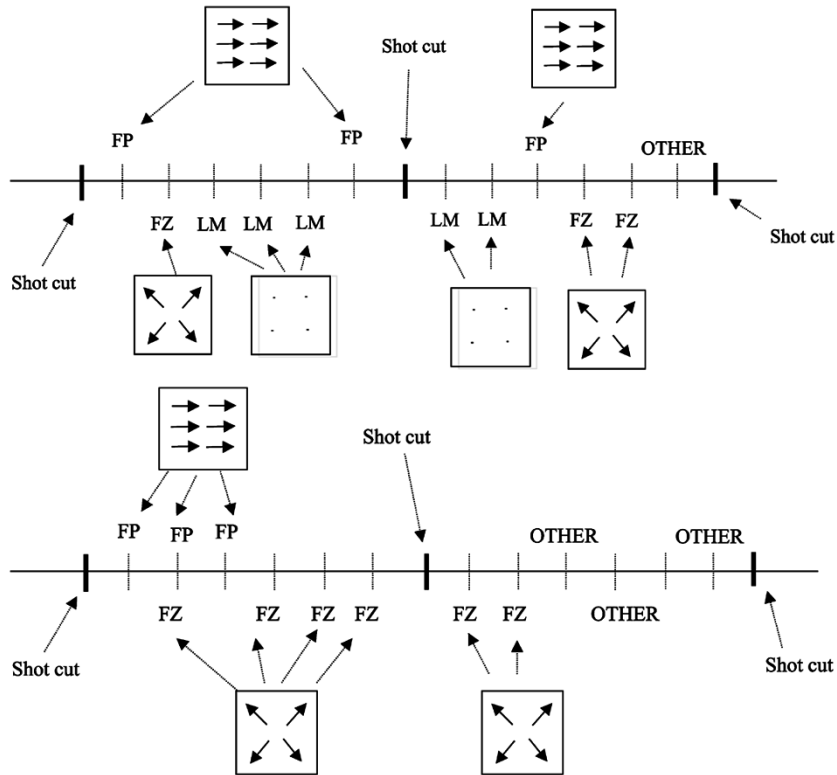 Shot cut
FP FP FP OTHER
FZ LM LM LM LM LM FZ FZ
Shot cut Shot cut
Shot cut
FP FP FP OTHER OTHER
FZ FZ FZ FZ FZ FZ OTHER
Shot cut Shot cut